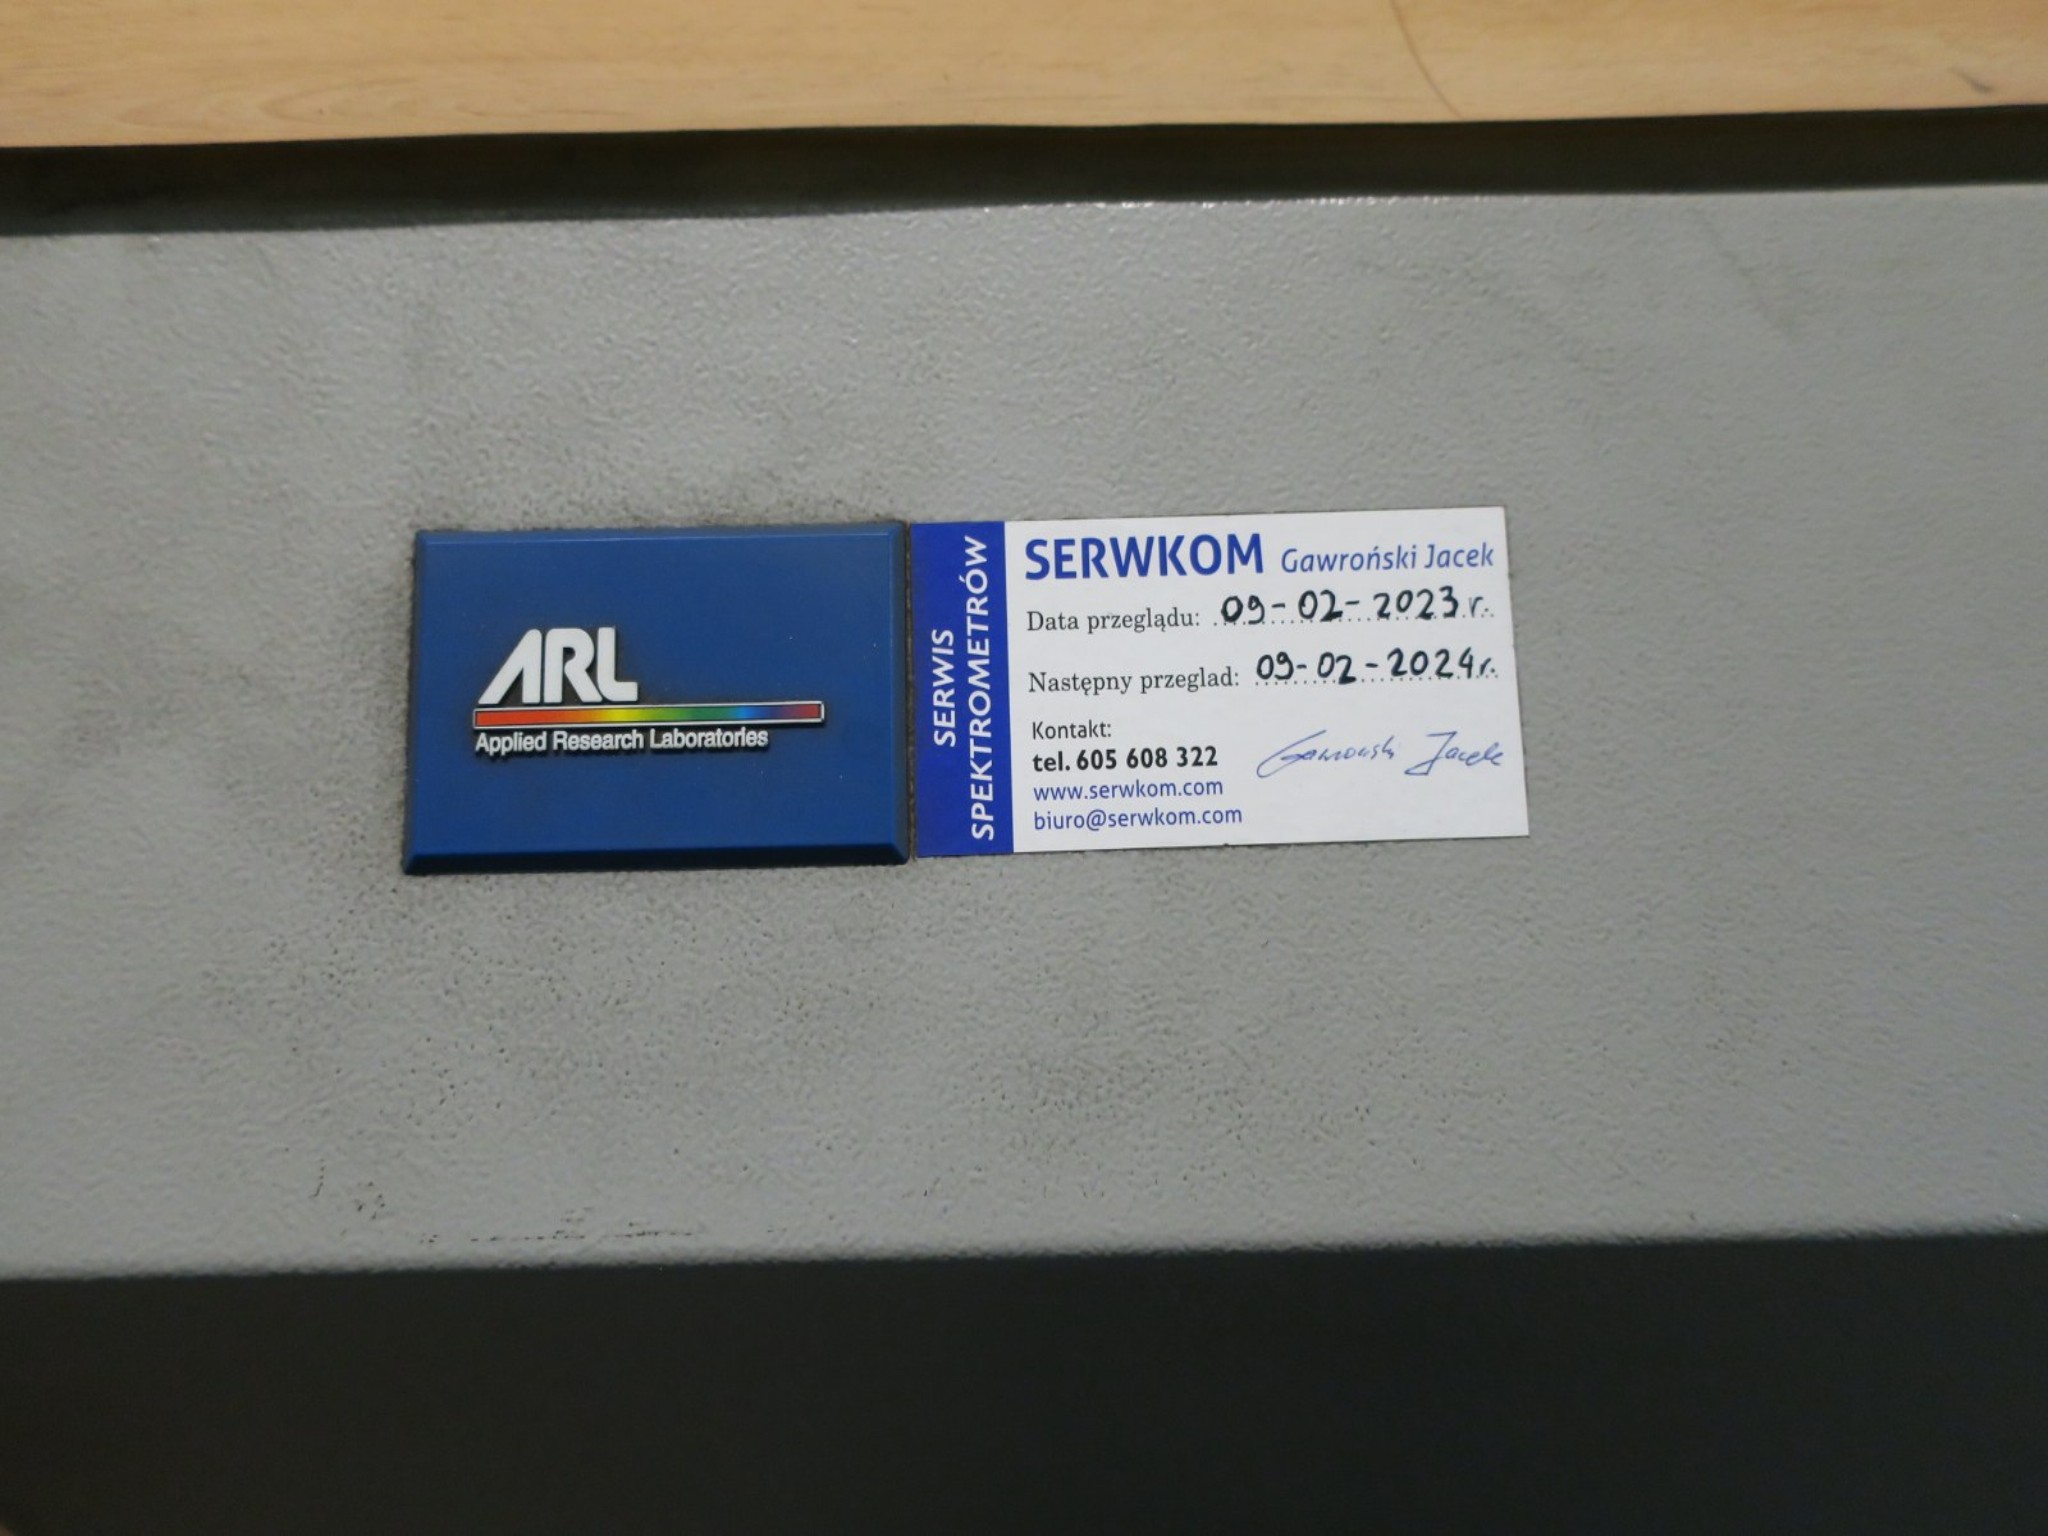 ARL
Applied Research Laboratories
SERWIS
SPEKTROMETRÓW
SERWKOM Gawroński Jacek
Data przeglądu: 09-02-2023 r.
Następny przeglad: 09-02-2024 r.
Kontakt:
tel. 605 608 322
www.serwkom.com
biuro@serwkom.com
Gawroński Jacek